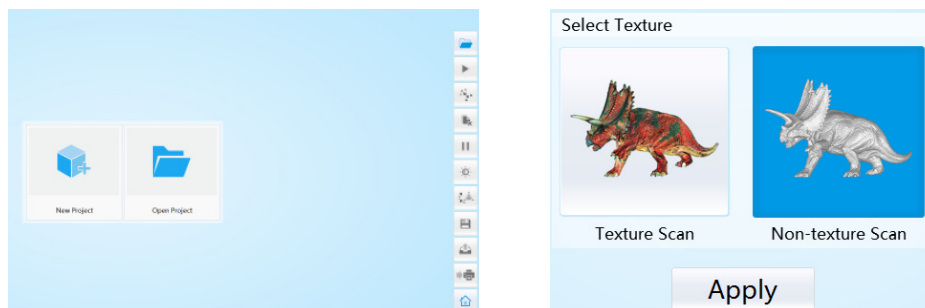 New Project Open Project
Select Texture
Texture Scan Non-texture Scan
Apply